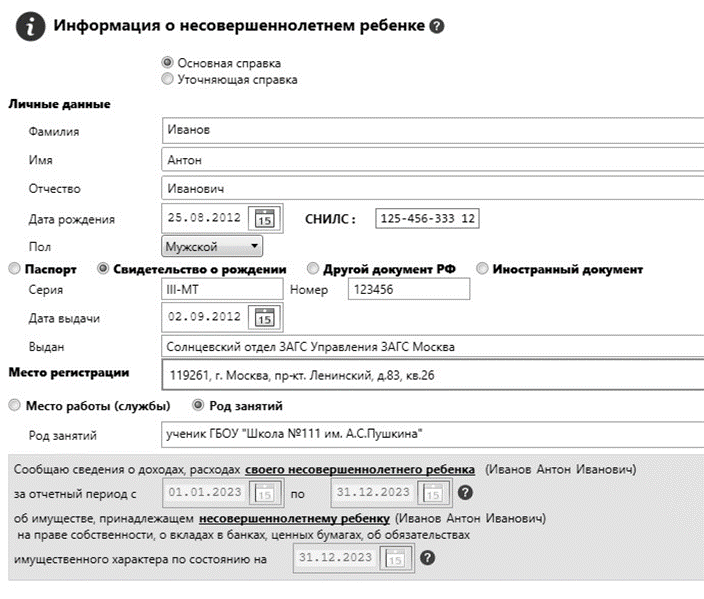 Информация о несовершеннолетнем ребенке ?
Основная справка
Уточняющая справка
Личные данные
Фамилия Иванов
Имя Антон
Отчество Иванович
Дата рождения 25.08.2012 15 СНИЛС : 125-456-333 12
Пол Мужской
Паспорт Свидетельство о рождении Другой документ РФ Иностранный документ
Серия III-МТ Номер 123456
Дата выдачи 02.09.2012 15
Выдан Солнцевский отдел ЗАГС Управления ЗАГС Москва
Место регистрации 119261, г. Москва, пр-кт. Ленинский, д.83, кв.26
Место работы (службы) Род занятий
Род занятий ученик ГБОУ "Школа №111 им. А.С.Пушкина"
Сообщаю сведения о доходах, расходах своего несовершеннолетнего ребенка (Иванов Антон Иванович)
за отчетный период с 01.01.2023 15 по 31.12.2023 15 ?
об имуществе, принадлежащем несовершеннолетнему ребенку (Иванов Антон Иванович)
на праве собственности, о вкладах в банках, ценных бумагах, об обязательствах
имущественного характера по состоянию на 31.12.2023 15 ?